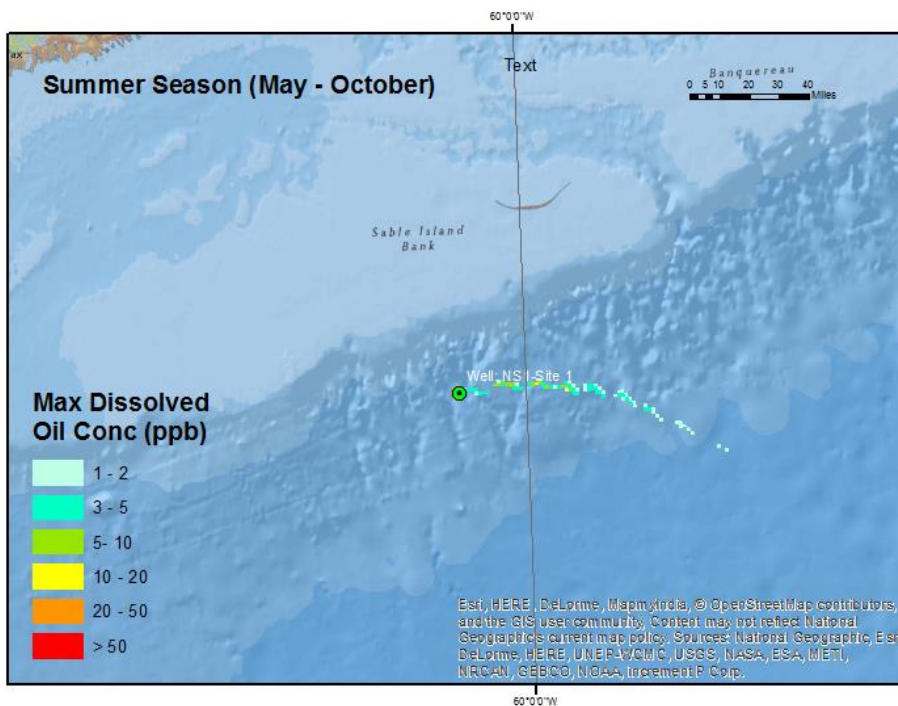 60°0'0"W
ax
Summer Season (May - October)
Text
Banquereau
0 5 10 20 30 40
Miles
Sable Island
Bank
Well: NS1-Site 1
Max Dissolved
Oil Conc (ppb)
1 - 2
3 - 5
5- 10
10 - 20
20 - 50
> 50
Esri, HERE, DeLorme, MapmyIndia, © OpenStreetMap contributors,
and the GIS user community, Content may not reflect National
Geographic's current map policy. Sources: National Geographic, Esri,
DeLorme, HERE, UNEP-WCMC, USGS, NASA, ESA, METI,
NRCAN, GEBCO, NOAA, increment P Corp.
60°0'0"W